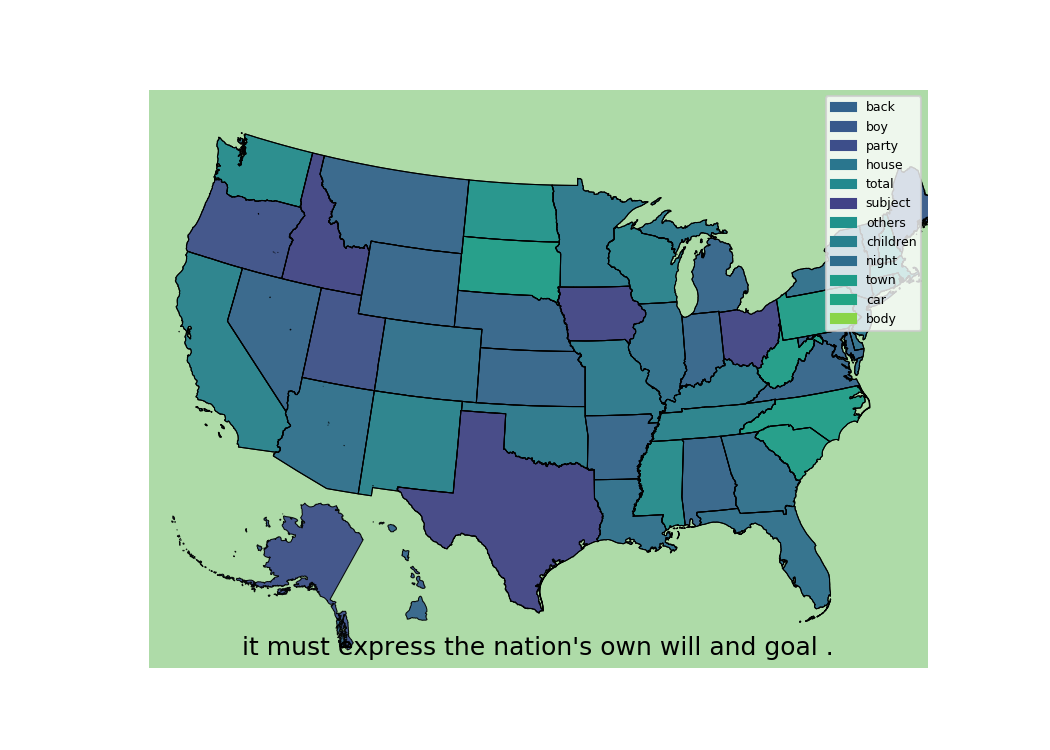 back
boy
party
house
total
subject
others
children
night
town
car
body
it must express the nation's own will and goal .